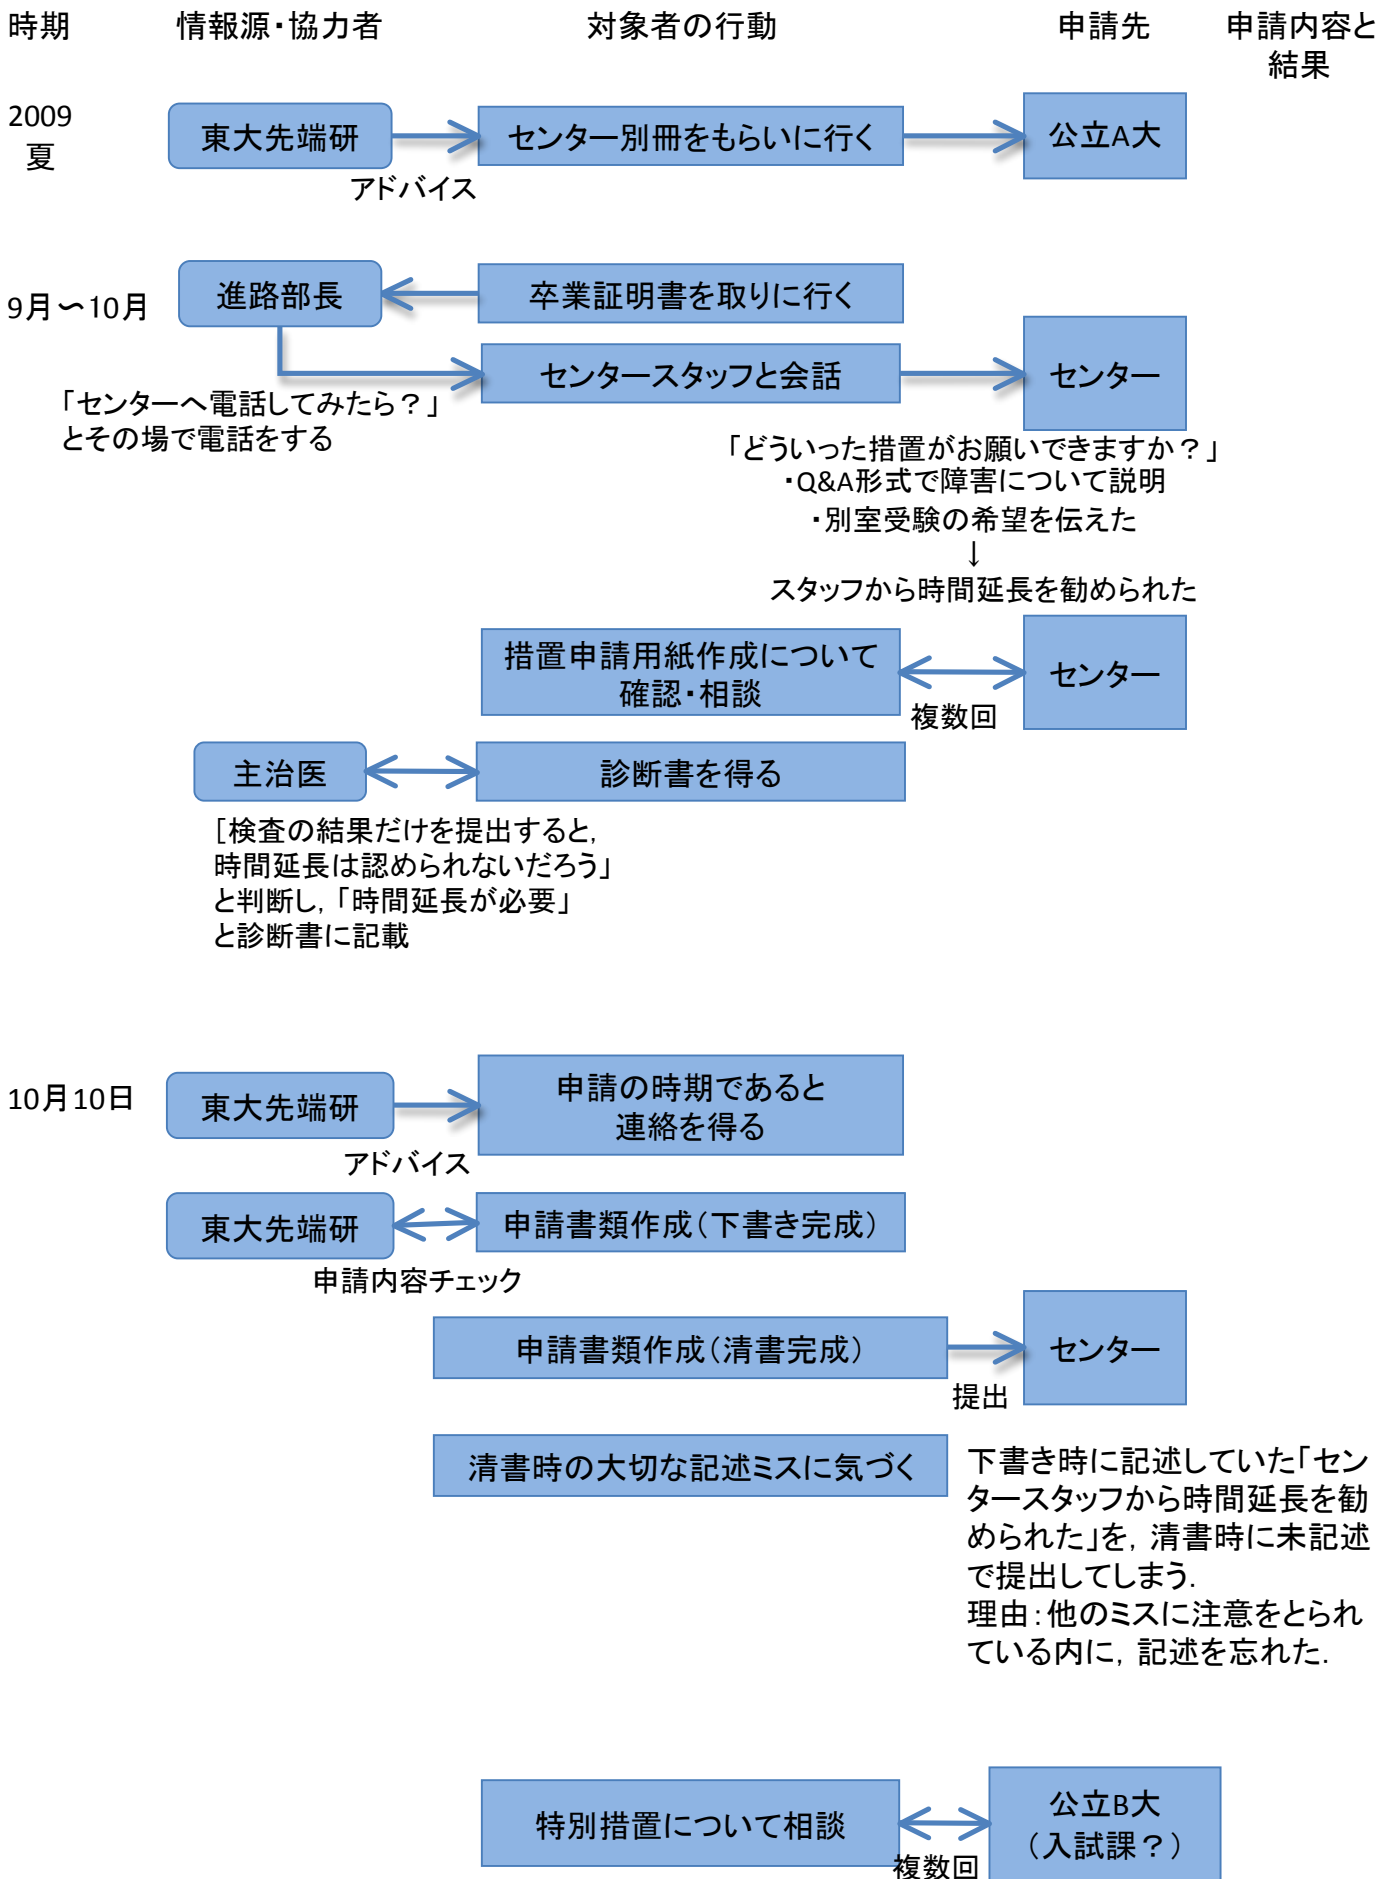 時期
情報源・協力者
対象者の行動
申請先
申請内容と
結果
2009
夏
東大先端研
アドバイス
センター別冊をもらいに行く
公立A大
9月〜10月
進路部長
卒業証明書を取りに行く
「センターへ電話してみたら？」
とその場で電話をする
センタースタッフと会話
センター
「どういった措置がお願いできますか？」
・Q&A形式で障害について説明
・別室受験の希望を伝えた
↓
スタッフから時間延長を勧められた
措置申請用紙作成について
確認・相談
複数回
センター
主治医
診断書を得る
［検査の結果だけを提出すると,
時間延長は認められないだろう」
と判断し,「時間延長が必要」
と診断書に記載
10月10日
東大先端研
アドバイス
申請の時期であると
連絡を得る
東大先端研
申請内容チェック
申請書類作成（下書き完成）
申請書類作成（清書完成）
提出
センター
清書時の大切な記述ミスに気づく
下書き時に記述していた「セン
タースタッフから時間延長を勧
められた」を, 清書時に未記述
で提出してしまう.
理由：他のミスに注意をとられ
ている内に, 記述を忘れた.
特別措置について相談
複数回
公立B大
（入試課？）